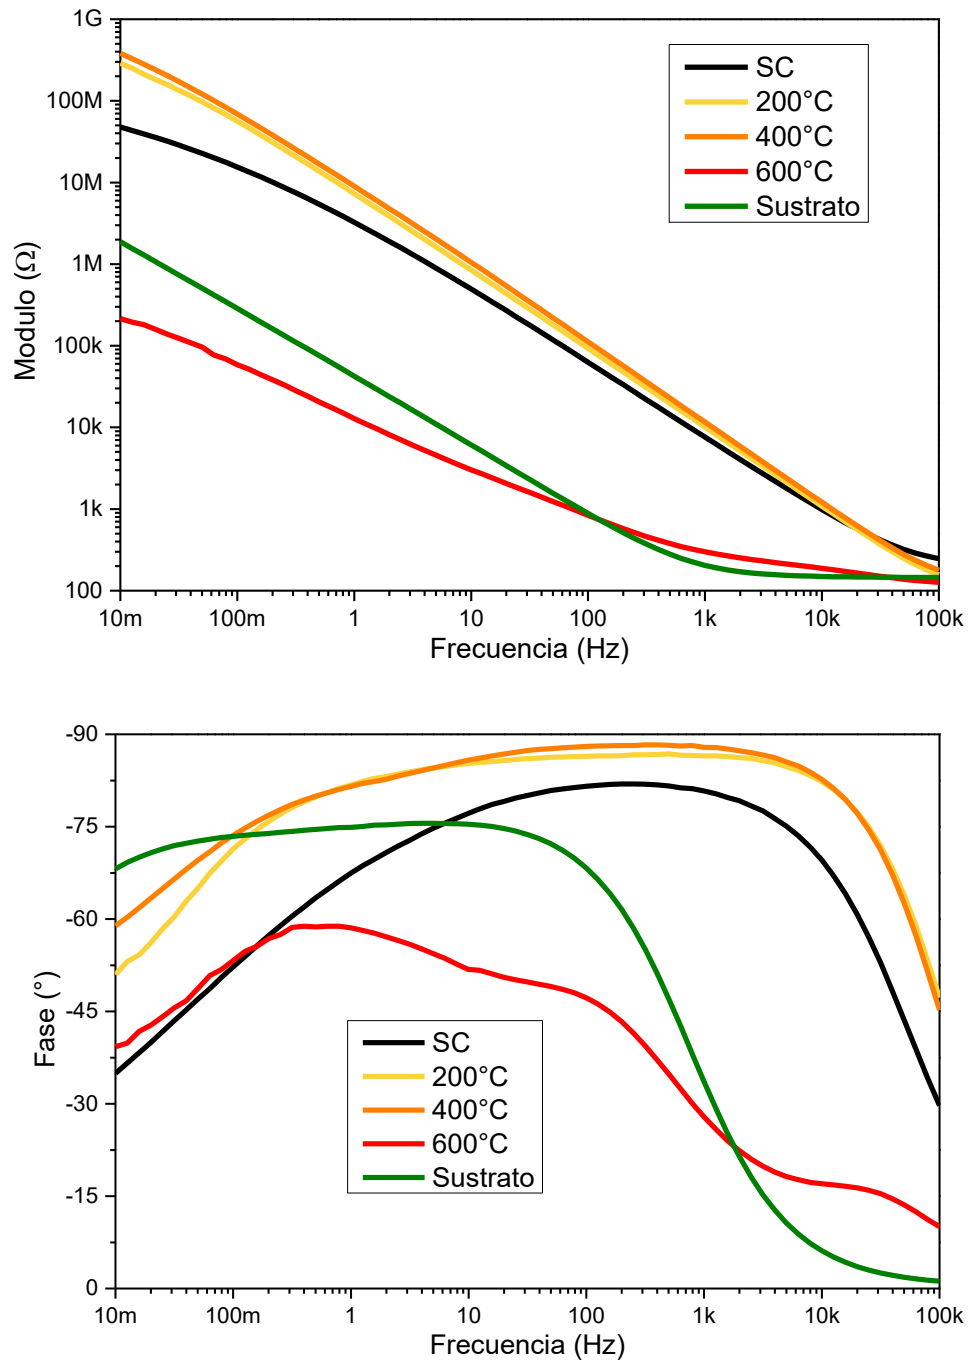 1G
100M
10M
1M
100k
10k
1k
100
Modulo (Ω)
SC
200°C
400°C
600°C
Sustrato
10m 100m 1 10 100 1k 10k 100k
Frecuencia (Hz)
-90
-75
-60
-45
-30
-15
0
Fase (°)
SC
200°C
400°C
600°C
Sustrato
10m 100m 1 10 100 1k 10k 100k
Frecuencia (Hz)